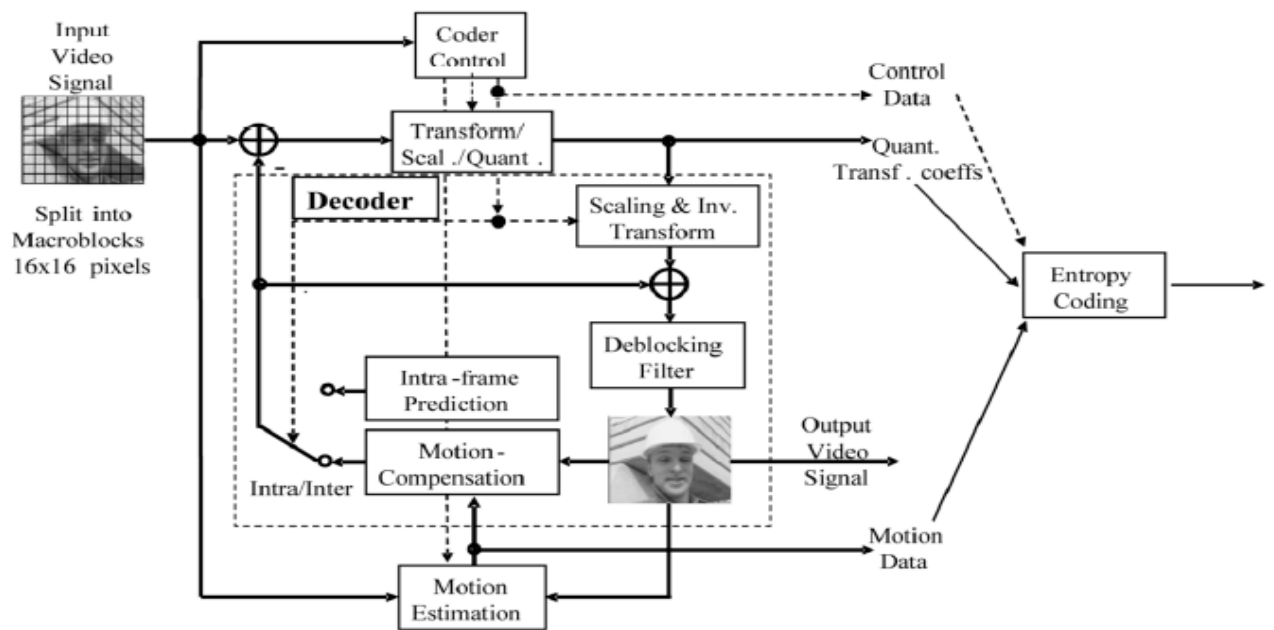 Input
Video
Signal
Split into
Macroblocks
16x16 pixels
Coder
Control
Transform/
Scal./Quant.
-
Decoder
Scaling & Inv.
Transform
Deblocking
Filter
Intra-frame
Prediction
Motion-
Compensation
Intra/Inter
Motion
Estimation
Control
Data
Quant.
Transf. coeffs
Output
Video
Signal
Motion
Data
Entropy
Coding